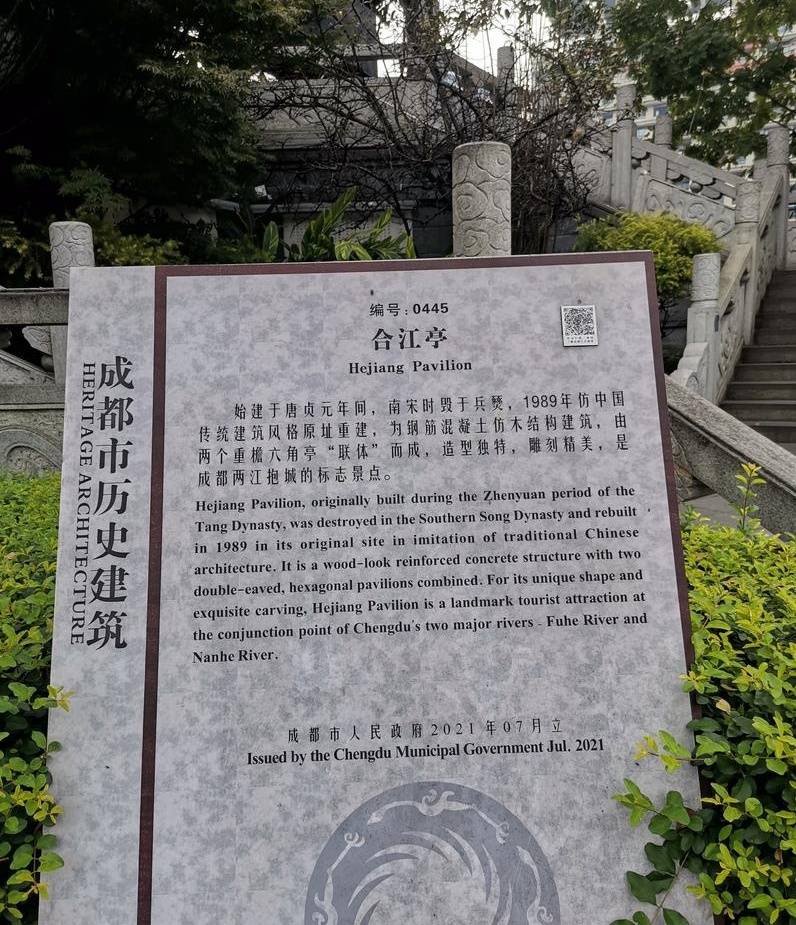 成都市历史建筑
HERITAGE ARCHITECTURE
编号:0445
合江亭
Hejiang Pavilion
始建于唐贞元年间，南宋时毁于兵燹，1989年仿中国
传统建筑风格原址重建，为钢筋混凝土仿木结构建筑，由
两个重檐六角亭“联体”而成，造型独特，雕刻精美，是
成都两江抱城的标志景点。
Hejiang Pavilion, originally built during the Zhenyuan period of the
Tang Dynasty, was destroyed in the Southern Song Dynasty and rebuilt
in 1989 in its original site in imitation of traditional Chinese
architecture. It is a wood-look reinforced concrete structure with two
double-eaved, hexagonal pavilions combined. For its unique shape and
exquisite carving, Hejiang Pavilion is a landmark tourist attraction at
the conjunction point of Chengdu's two major rivers - Fuhe River and
Nanhe River.
成都市人民政府2021年07月立
Issued by the Chengdu Municipal Government Jul. 2021